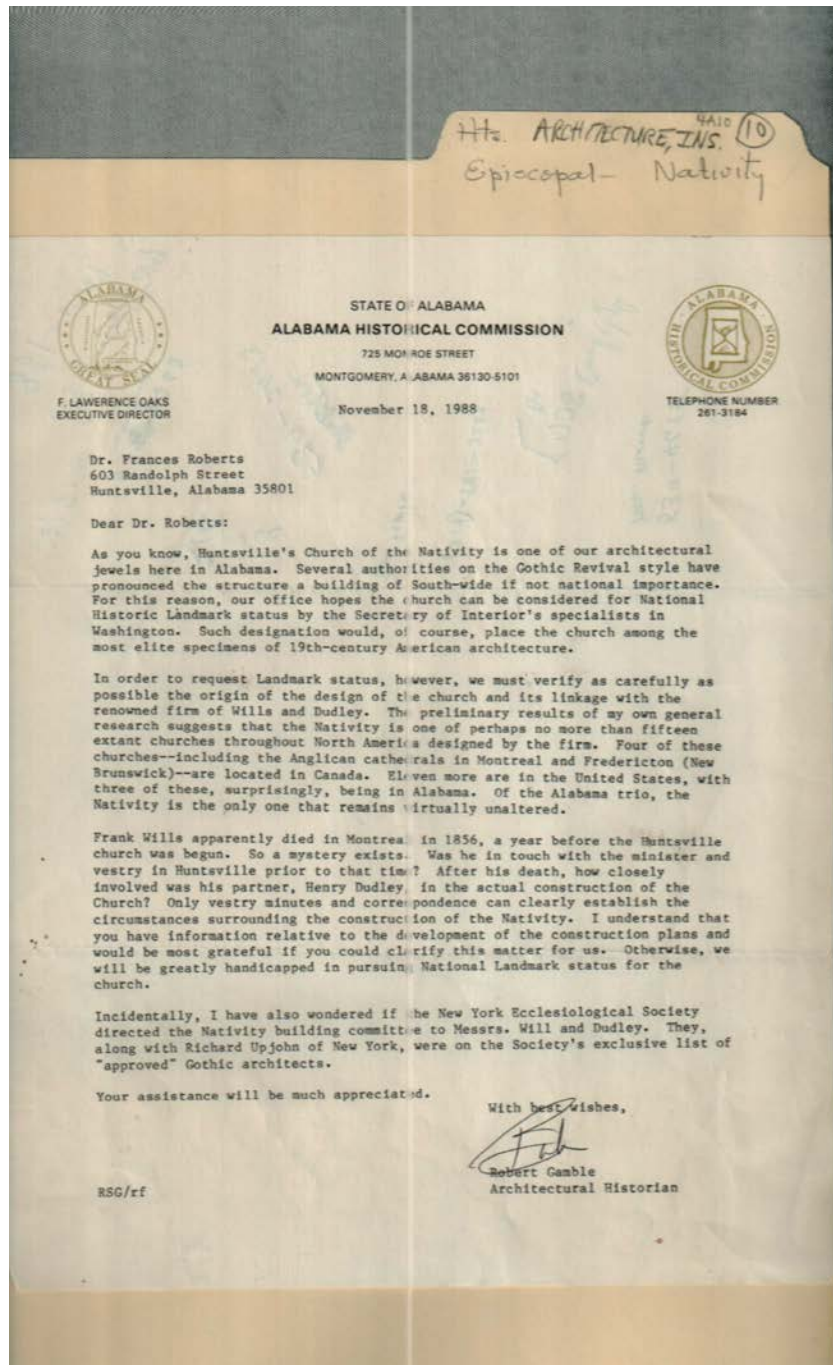 Hts. ARCHITECTURE, INS. 4A10 10
Episcopal- Nativity
ALABAMA
GREAT SEAL
STATE OF ALABAMA
ALABAMA HISTORICAL COMMISSION
725 MONROE STREET
MONTGOMERY, ALABAMA 36130-5101
ALABAMA
HISTORICAL COMMISSION
F. LAWERENCE OAKS
EXECUTIVE DIRECTOR
TELEPHONE NUMBER
261-3184
November 18, 1988
Dr. Frances Roberts
603 Randolph Street
Huntsville, Alabama 35801
Dear Dr. Roberts:
As you know, Huntsville's Church of the Nativity is one of our architectural
jewels here in Alabama. Several authorities on the Gothic Revival style have
pronounced the structure a building of South-wide if not national importance.
For this reason, our office hopes the church can be considered for National
Historic Landmark status by the Secretary of Interior's specialists in
Washington. Such designation would, of course, place the church among the
most elite specimens of 19th-century American architecture.
In order to request Landmark status, however, we must verify as carefully as
possible the origin of the design of the church and its linkage with the
renowned firm of Wills and Dudley. The preliminary results of my own general
research suggests that the Nativity is one of perhaps no more than fifteen
extant churches throughout North America designed by the firm. Four of these
churches--including the Anglican cathedrals in Montreal and Fredericton (New
Brunswick)--are located in Canada. Eleven more are in the United States, with
three of these, surprisingly, being in Alabama. Of the Alabama trio, the
Nativity is the only one that remains virtually unaltered.
Frank Wills apparently died in Montreal in 1856, a year before the Huntsville
church was begun. So a mystery exists. Was he in touch with the minister and
vestry in Huntsville prior to that time? After his death, how closely
involved was his partner, Henry Dudley, in the actual construction of the
Church? Only vestry minutes and correspondence can clearly establish the
circumstances surrounding the construction of the Nativity. I understand that
you have information relative to the development of the construction plans and
would be most grateful if you could clarify this matter for us. Otherwise, we
will be greatly handicapped in pursuing National Landmark status for the
church.
Incidentally, I have also wondered if the New York Ecclesiological Society
directed the Nativity building committee to Messrs. Will and Dudley. They,
along with Richard Upjohn of New York, were on the Society's exclusive list of
"approved" Gothic architects.
Your assistance will be much appreciated.
With best wishes,
Bob
Robert Gamble
Architectural Historian
RSG/rf